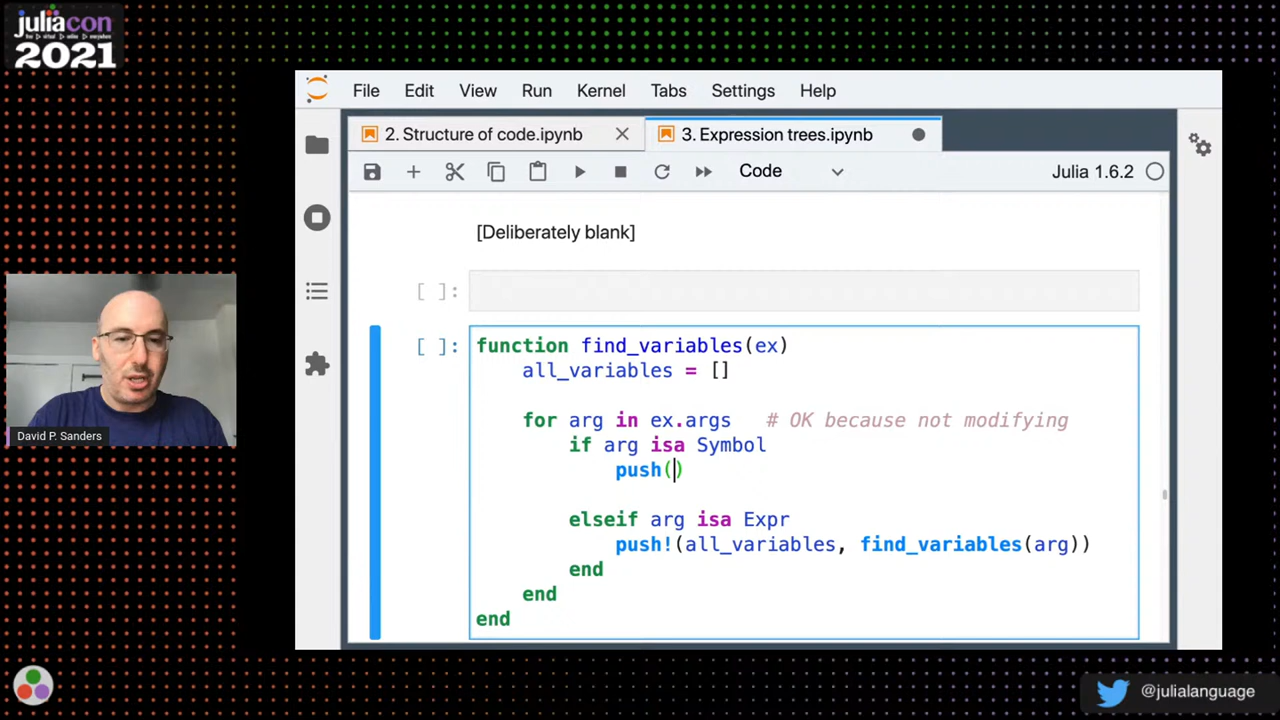 juliacon
2021
File Edit View Run Kernel Tabs Settings Help
2. Structure of code.ipynb
3. Expression trees.ipynb
Code
Julia 1.6.2
[Deliberately blank]
[ ]:
[ ]: function find_variables(ex)
all_variables = []
for arg in ex.args # OK because not modifying
if arg isa Symbol
push()
elseif arg isa Expr
push!(all_variables, find_variables(arg))
end
end
end
David P. Sanders
@julialanguage